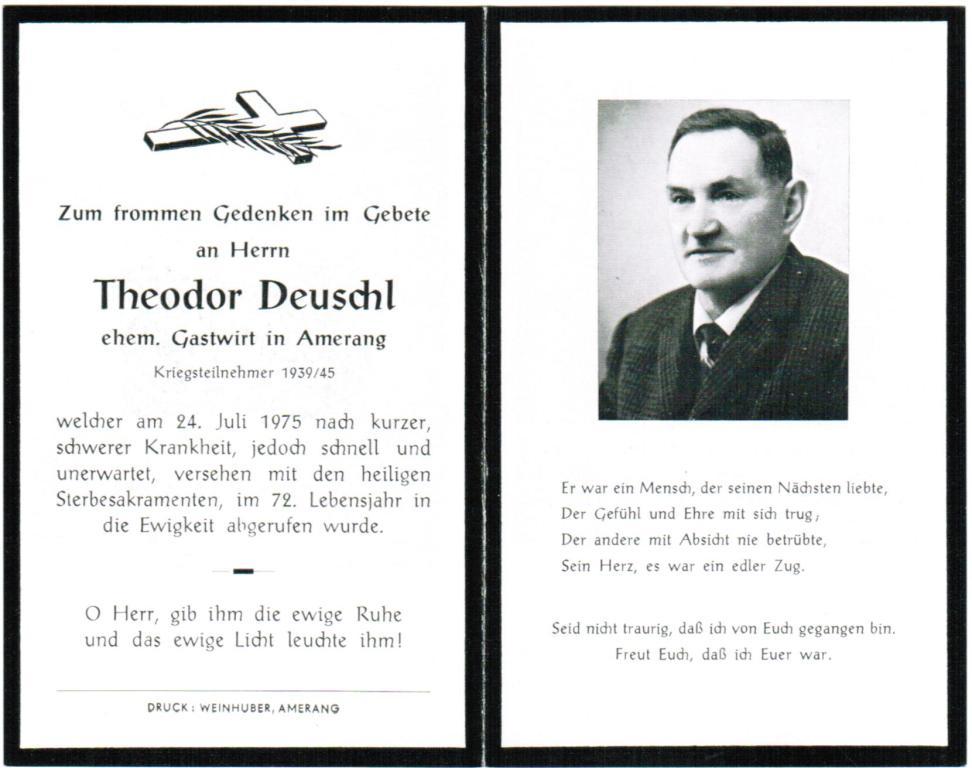 Zum frommen Gedenken im Gebete
an Herrn
Theodor Deuschl
ehem. Gastwirt in Amerang
Kriegsteilnehmer 1939/45
welcher am 24. Juli 1975 nach kurzer,
schwerer Krankheit, jedoch schnell und
unerwartet, versehen mit den heiligen
Sterbesakramenten, im 72. Lebensjahr in
die Ewigkeit abgerufen wurde.
O Herr, gib ihm die ewige Ruhe
und das ewige Licht leuchte ihm!
DRUCK: WEINHUBER, AMERANG
Er war ein Mensch, der seinen Nächsten liebte,
Der Gefühl und Ehre mit sich trug;
Der andere mit Absicht nie betrübte,
Sein Herz, es war ein edler Zug.
Seid nicht traurig, daß ich von Euch gegangen bin.
Freut Euch, daß ich Euer war.